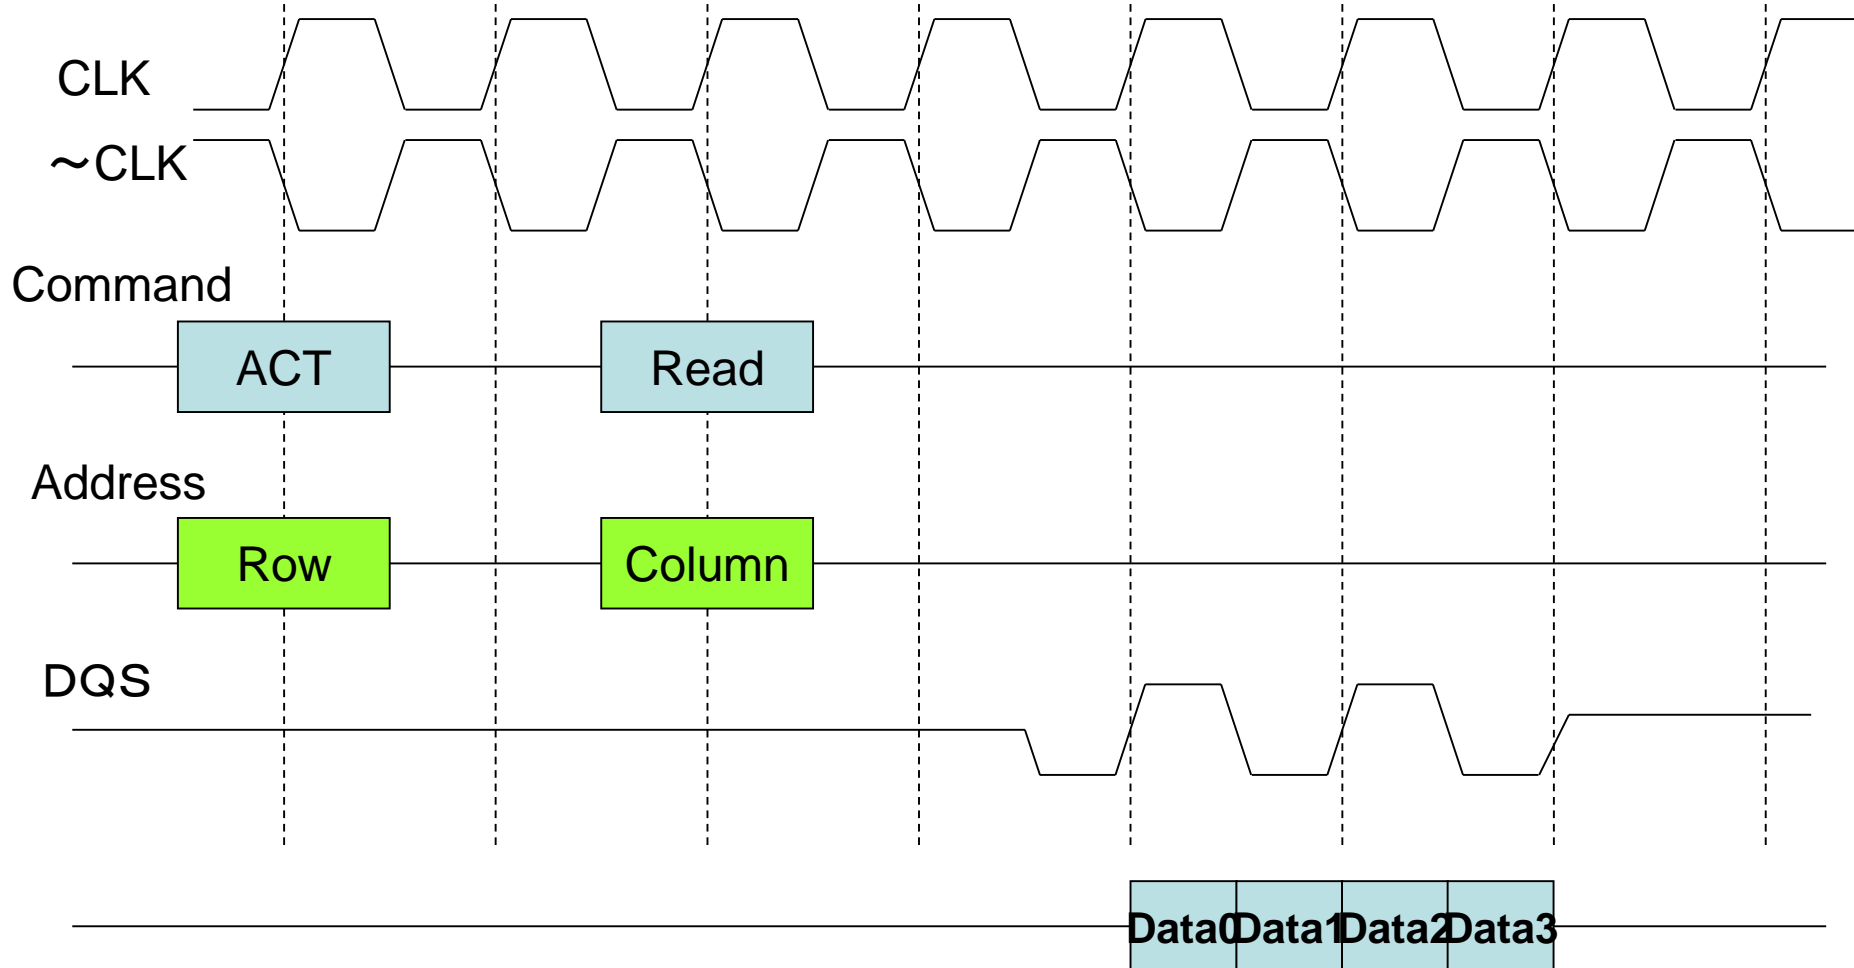 CLK
～CLK
Command
ACT Read
Address
Row Column
DQS
Data0 Data1 Data2 Data3